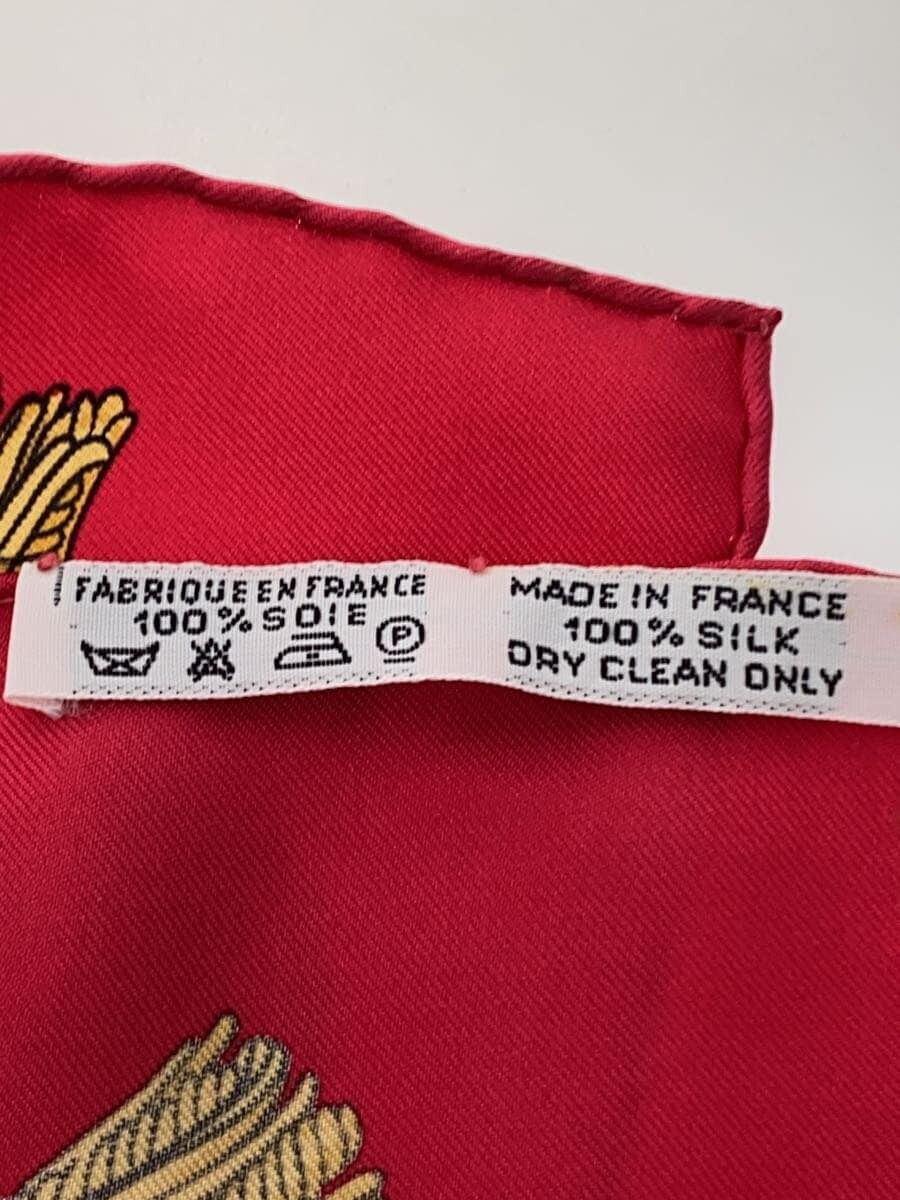 FABRIQUE EN FRANCE
100% SOIE
P
MADE IN FRANCE
100% SILK
DRY CLEAN ONLY